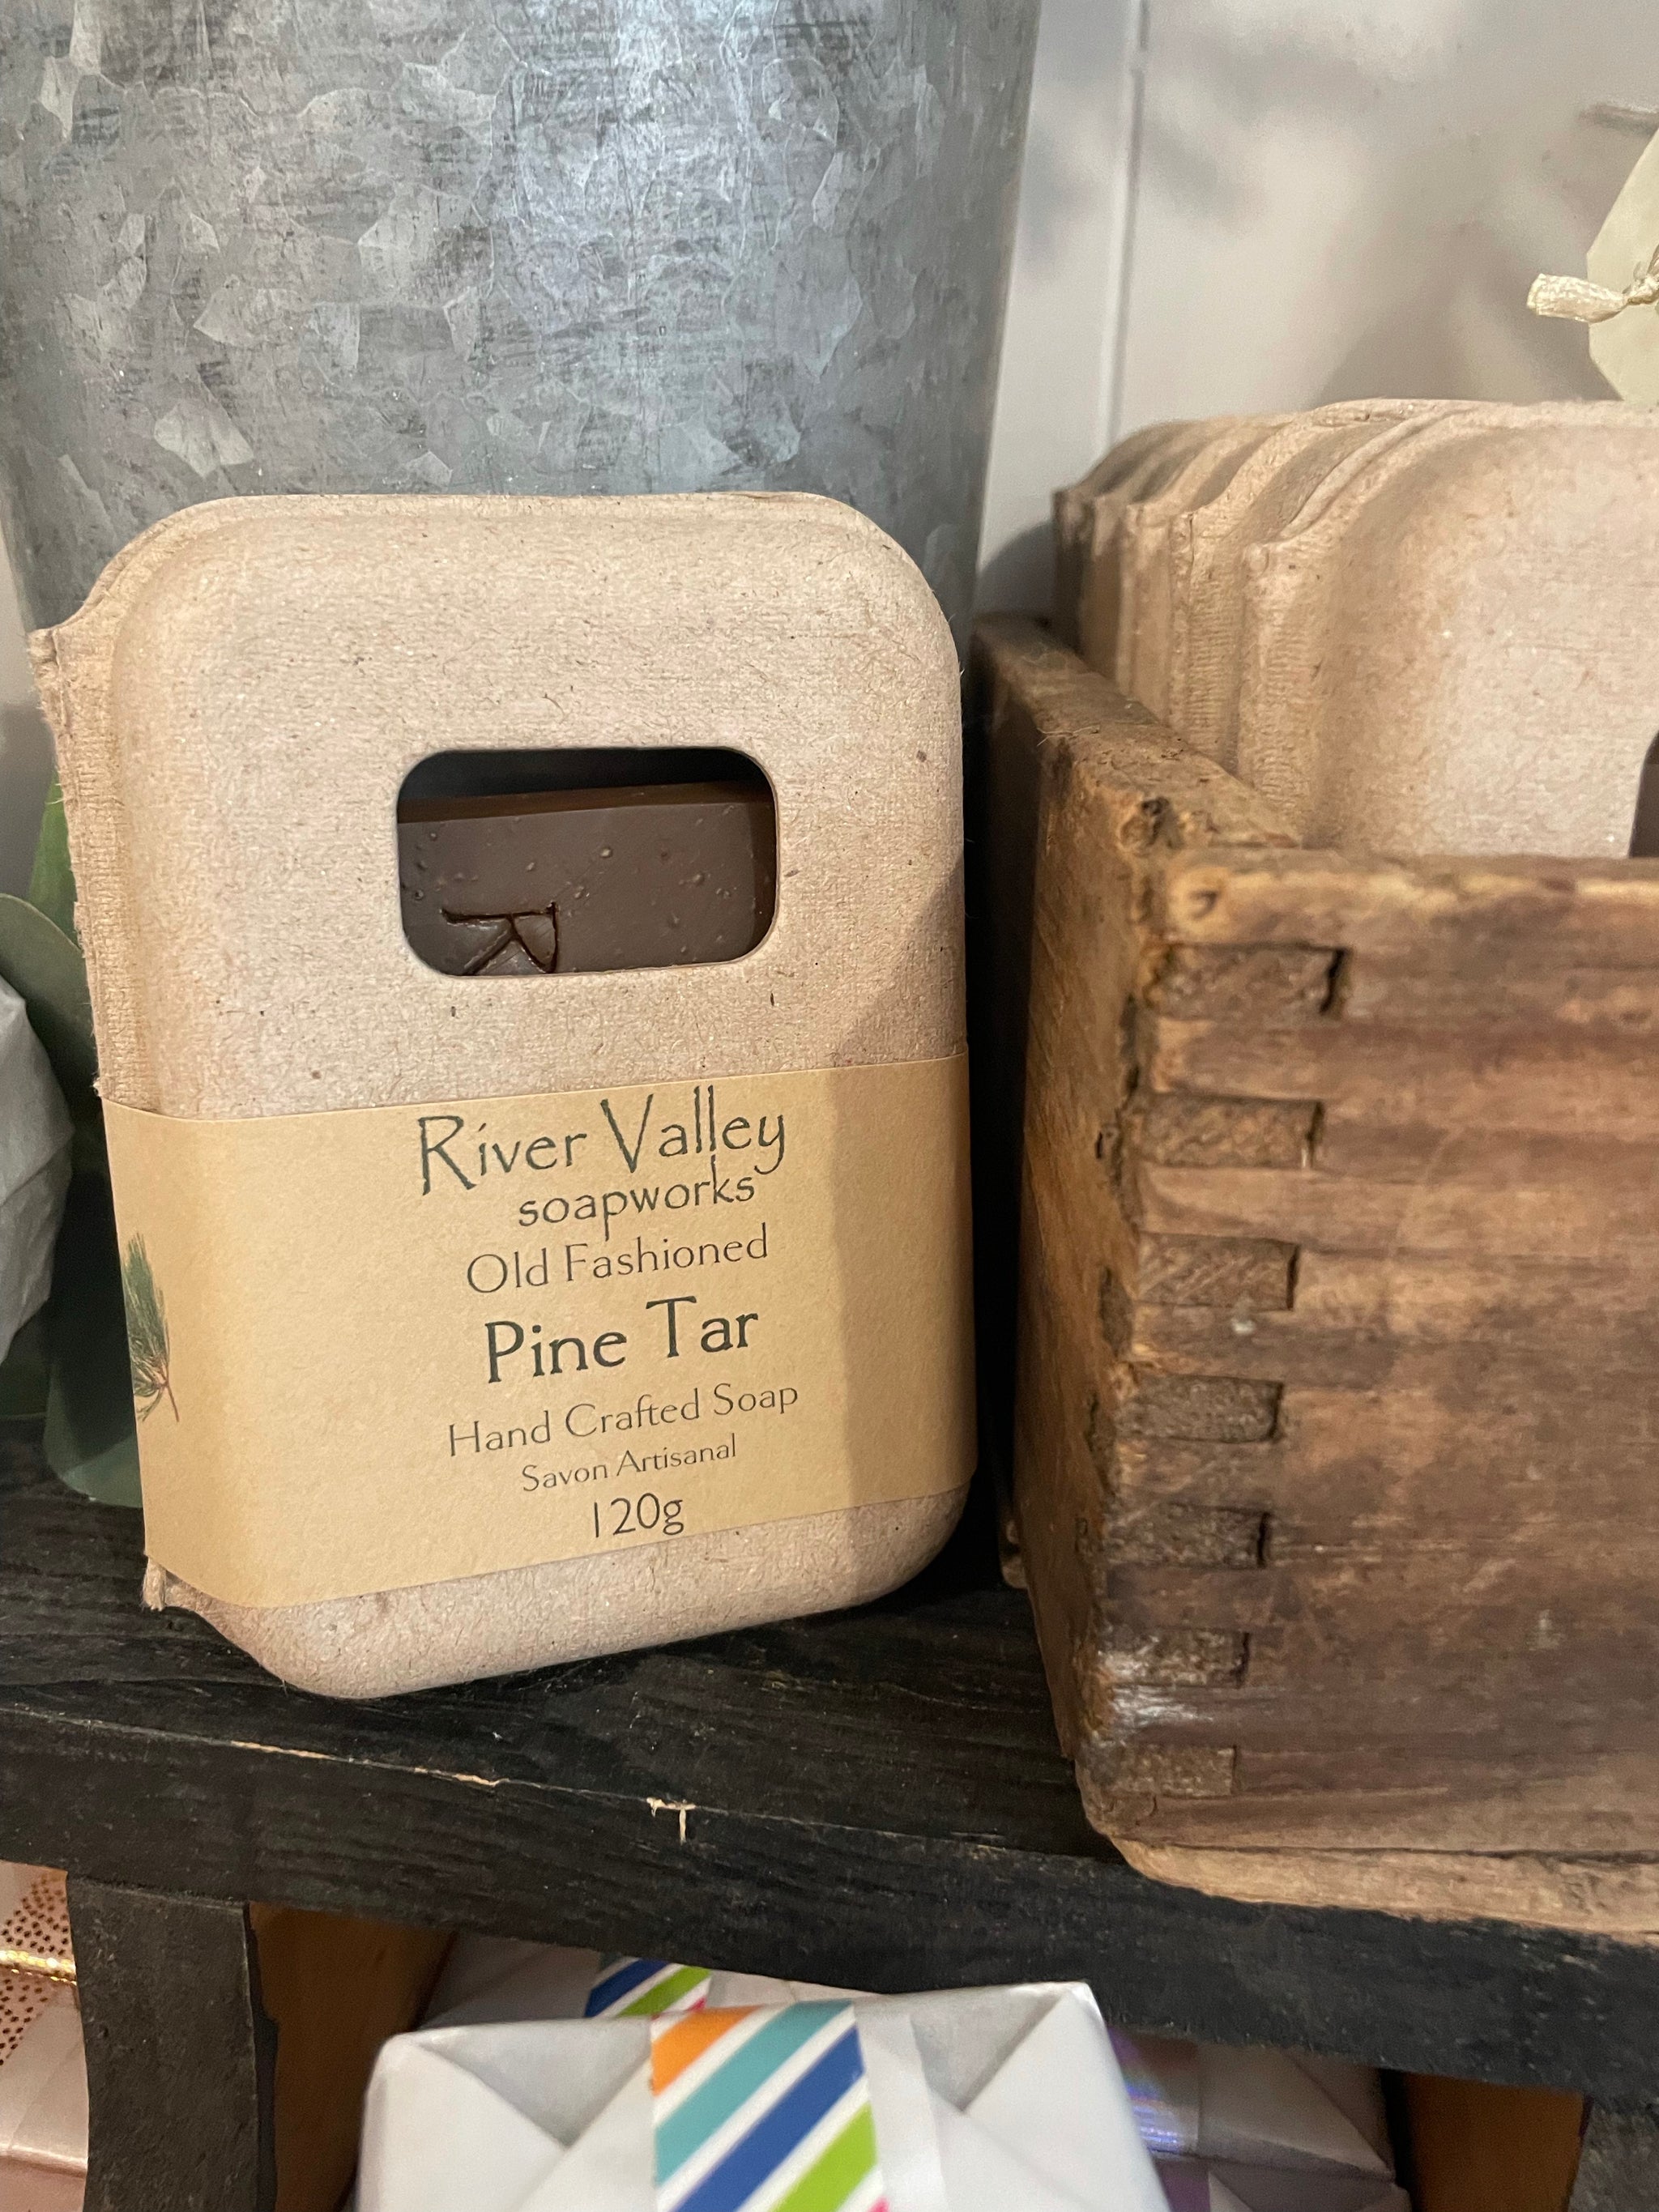 R
River Valley
soapworks
Old Fashioned
Pine Tar
Hand Crafted Soap
Savon Artisanal
120g